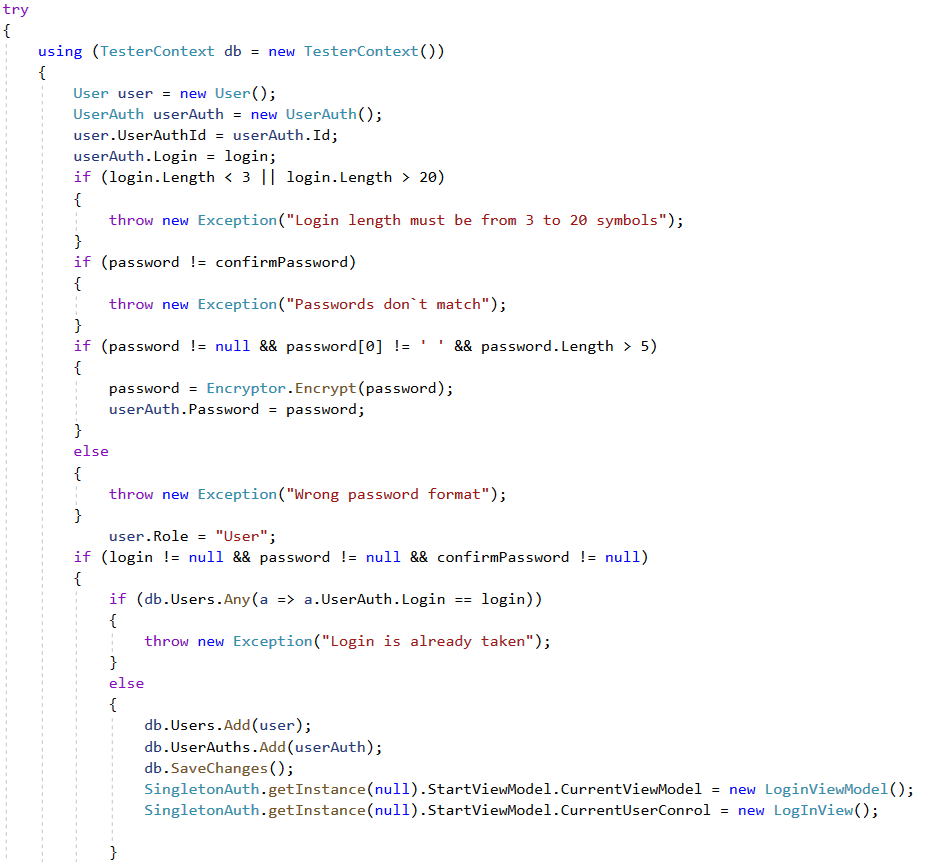 try
{
    using (TesterContext db = new TesterContext())
    {
        User user = new User();
        UserAuth userAuth = new UserAuth();
        user.UserAuthId = userAuth.Id;
        userAuth.Login = login;
        if (login.Length < 3 || login.Length > 20)
        {
            throw new Exception("Login length must be from 3 to 20 symbols");
        }
        if (password != confirmPassword)
        {
            throw new Exception("Passwords don`t match");
        }
        if (password != null && password[0] != ' ' && password.Length > 5)
        {
            password = Encryptor.Encrypt(password);
            userAuth.Password = password;
        }
        else
        {
            throw new Exception("Wrong password format");
        }
            user.Role = "User";
        if (login != null && password != null && confirmPassword != null)
        {
            if (db.Users.Any(a => a.UserAuth.Login == login))
            {
                throw new Exception("Login is already taken");
            }
            else
            {
                db.Users.Add(user);
                db.UserAuths.Add(userAuth);
                db.SaveChanges();
                SingletonAuth.getInstance(null).StartViewModel.CurrentViewModel = new LoginViewModel();
                SingletonAuth.getInstance(null).StartViewModel.CurrentUserConrol = new LogInView();
            }